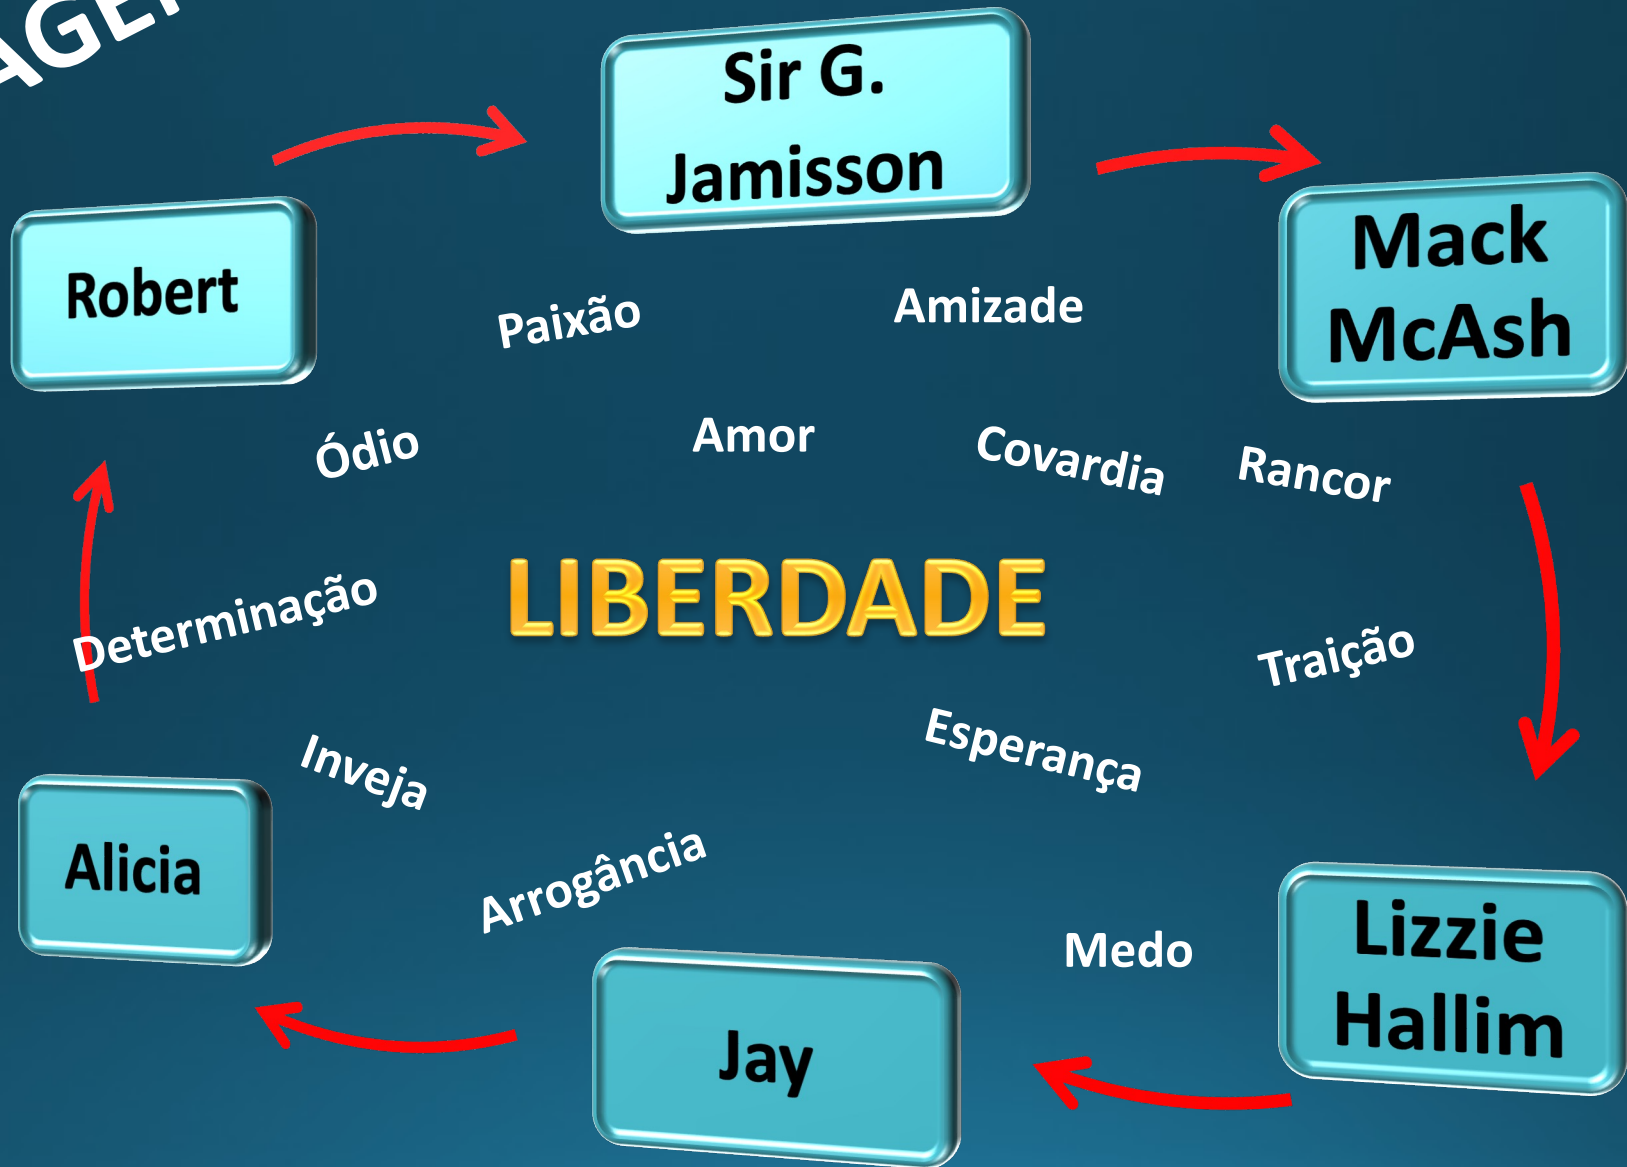 Sir G.
Jamisson
Robert
Mack
McAsh
Paixão
Amizade
Ódio
Amor
Covardia
Rancor
LIBERDADE
Determinação
Traição
Esperança
Inveja
Alicia
Arrogância
Medo
Lizzie
Hallim
Jay